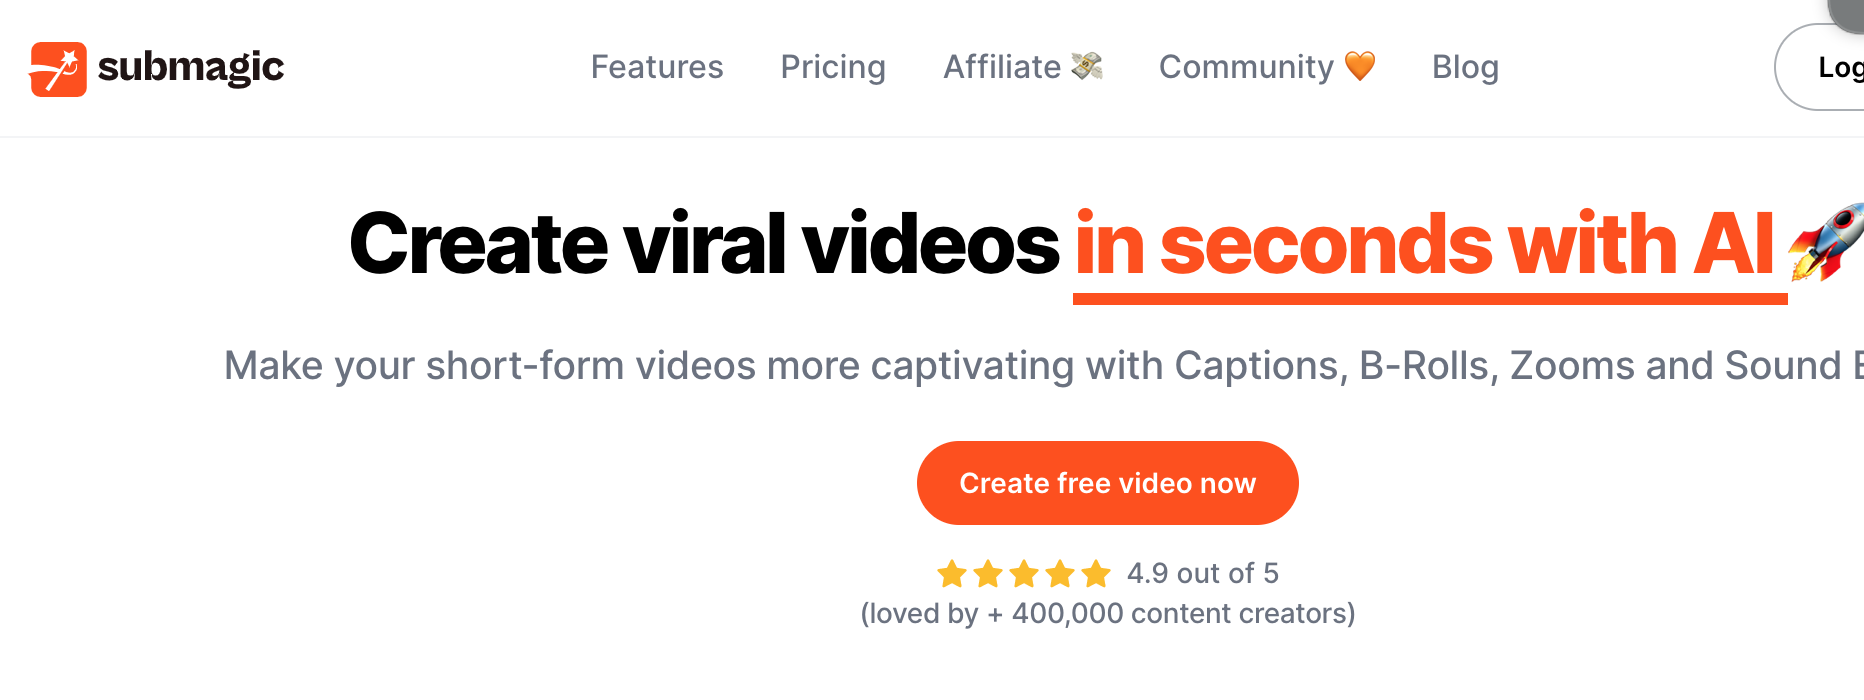 submagic
Features Pricing Affiliate 💸 Community 🧡 Blog
Create viral videos in seconds with AI 🚀
Make your short-form videos more captivating with Captions, B-Rolls, Zooms and Sound
Create free video now
4.9 out of 5
(loved by + 400,000 content creators)